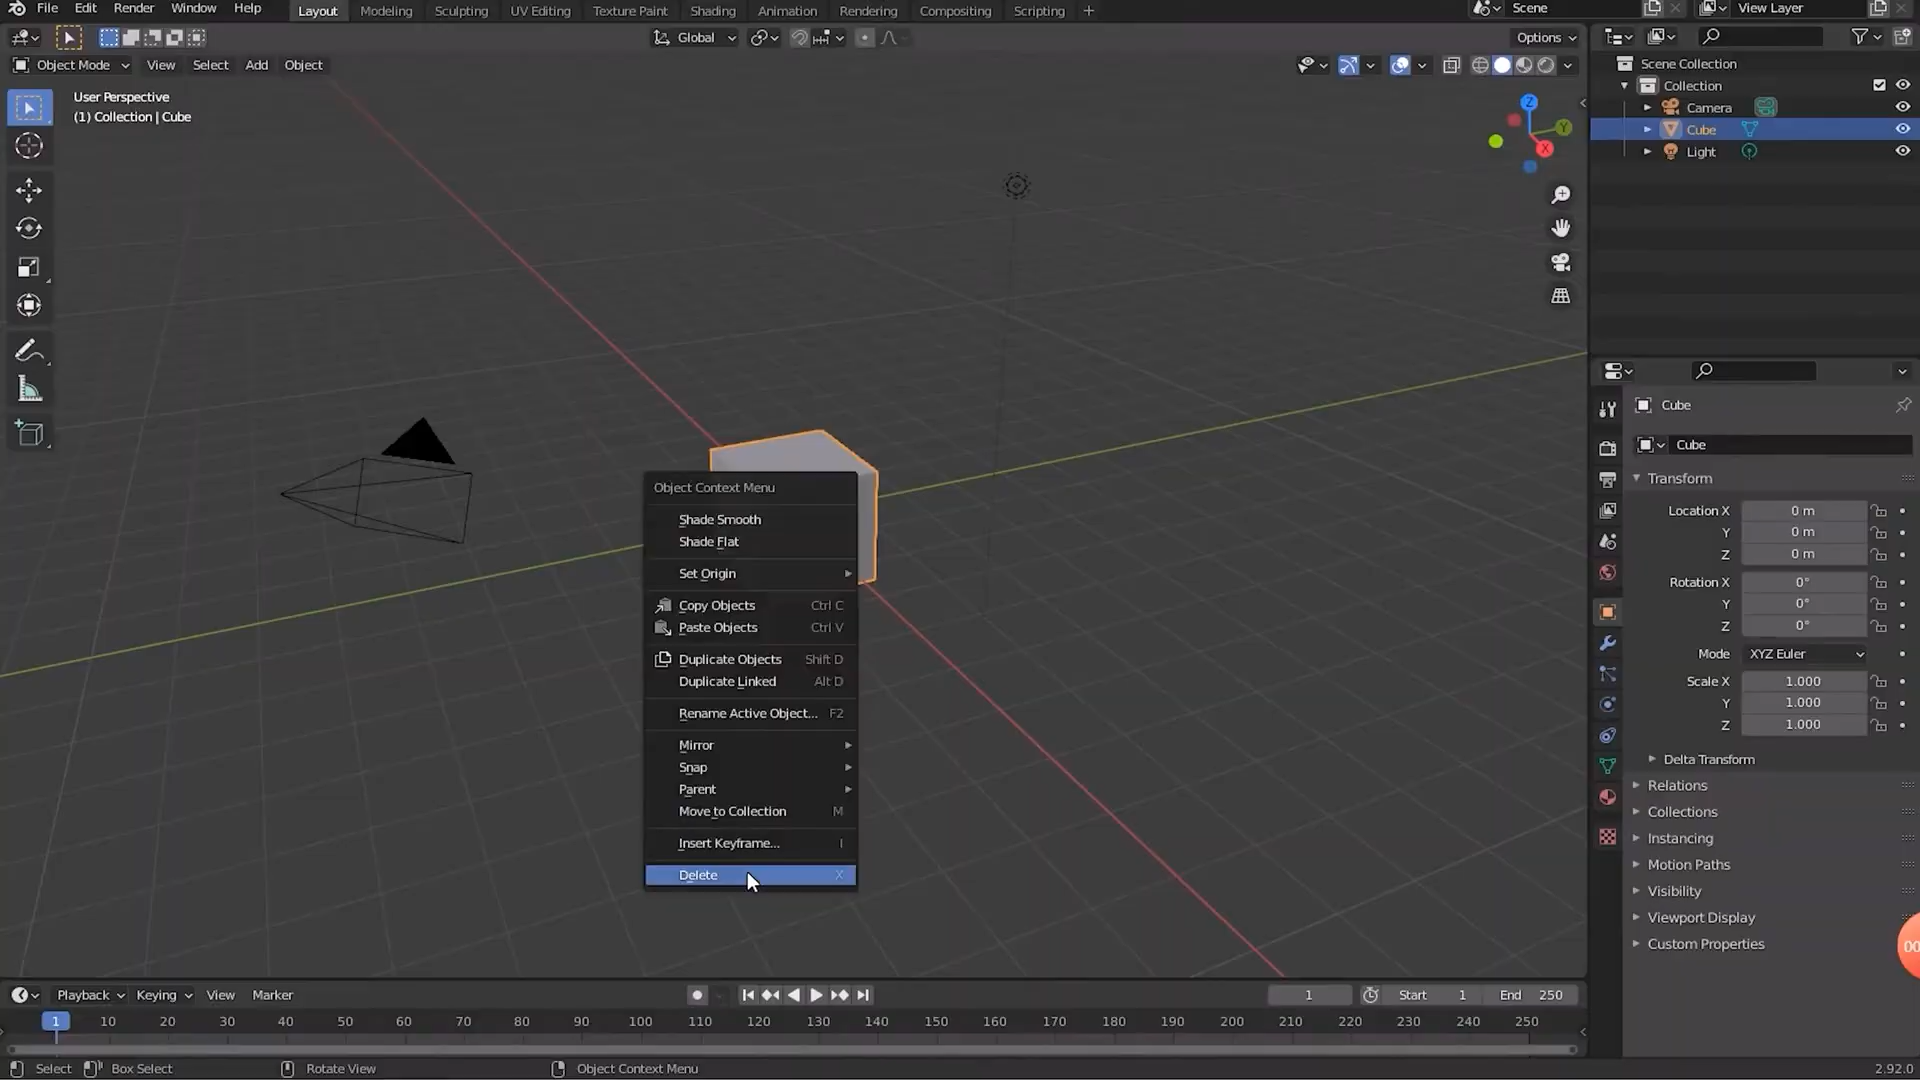 File Edit Render Window Help Layout Modeling Sculpting UV Editing Texture Paint Shading Animation Rendering Compositing Scripting + Scene View Layer
Global Options
Object Mode View Select Add Object
User Perspective
(1) Collection | Cube
Z
Y
X
Scene Collection
Collection
Camera
Cube
Light
Object Context Menu
Shade Smooth
Shade Flat
Set Origin
Copy Objects Ctrl C
Paste Objects Ctrl V
Duplicate Objects Shift D
Duplicate Linked Alt D
Rename Active Object... F2
Mirror
Snap
Parent
Move to Collection M
Insert Keyframe... I
Delete X
Cube
Cube
Transform
Location X 0 m
Y 0 m
Z 0 m
Rotation X 0°
Y 0°
Z 0°
Mode XYZ Euler
Scale X 1.000
Y 1.000
Z 1.000
Delta Transform
Relations
Collections
Instancing
Motion Paths
Visibility
Viewport Display
Custom Properties
00
Playback Keying View Marker 1 Start 1 End 250
1 10 20 30 40 50 60 70 80 90 100 110 120 130 140 150 160 170 180 190 200 210 220 230 240 250
Select Box Select Rotate View Object Context Menu 2.92.0